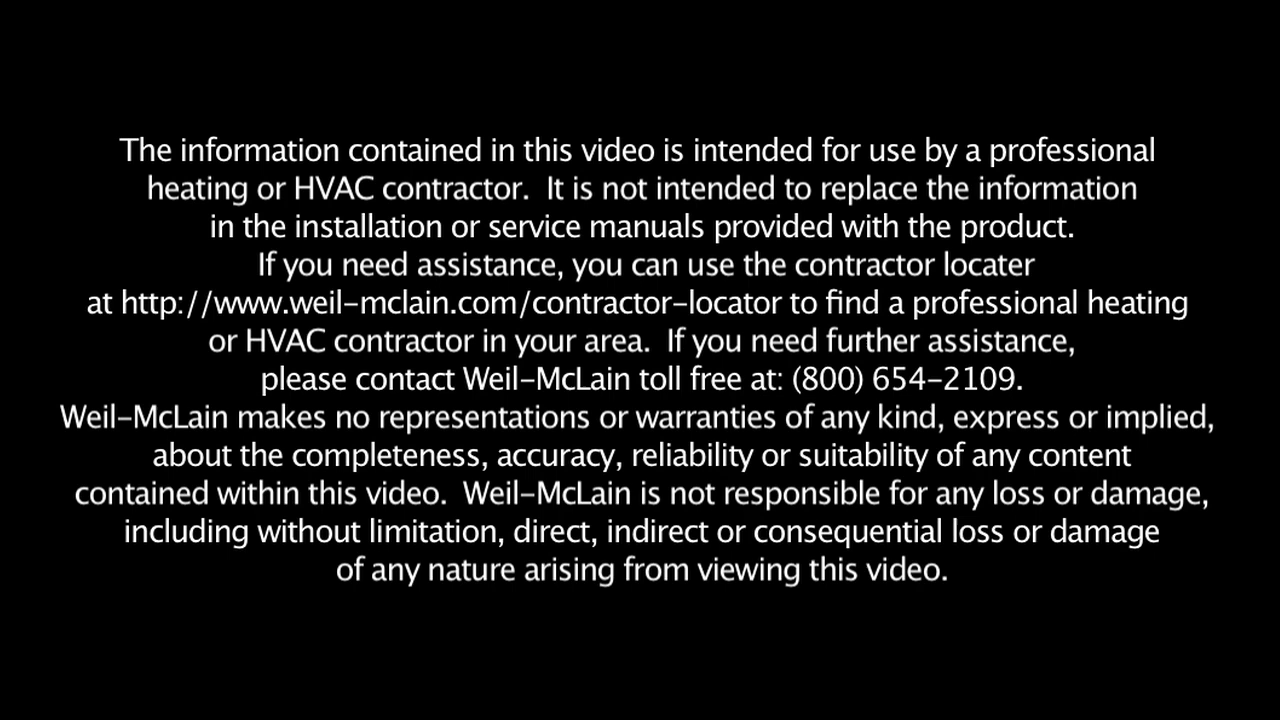 The information contained in this video is intended for use by a professional
heating or HVAC contractor.  It is not intended to replace the information
in the installation or service manuals provided with the product.
If you need assistance, you can use the contractor locater
at http://www.weil-mclain.com/contractor-locator to find a professional heating
or HVAC contractor in your area.  If you need further assistance,
please contact Weil-McLain toll free at: (800) 654-2109.
Weil-McLain makes no representations or warranties of any kind, express or implied,
about the completeness, accuracy, reliability or suitability of any content
contained within this video.  Weil-McLain is not responsible for any loss or damage,
including without limitation, direct, indirect or consequential loss or damage
of any nature arising from viewing this video.